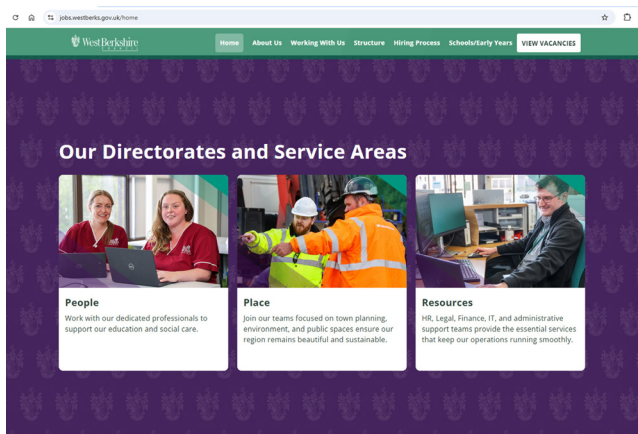 jobs.westberks.gov.uk/home
West Berkshire
COUNCIL
Home About Us Working With Us Structure Hiring Process Schools/Early Years VIEW VACANCIES
Our Directorates and Service Areas
People
Work with our dedicated professionals to
support our education and social care.
Place
Join our teams focused on town planning,
environment, and public spaces ensure our
region remains beautiful and sustainable.
Resources
HR, Legal, Finance, IT, and administrative
support teams provide the essential services
that keep our operations running smoothly.